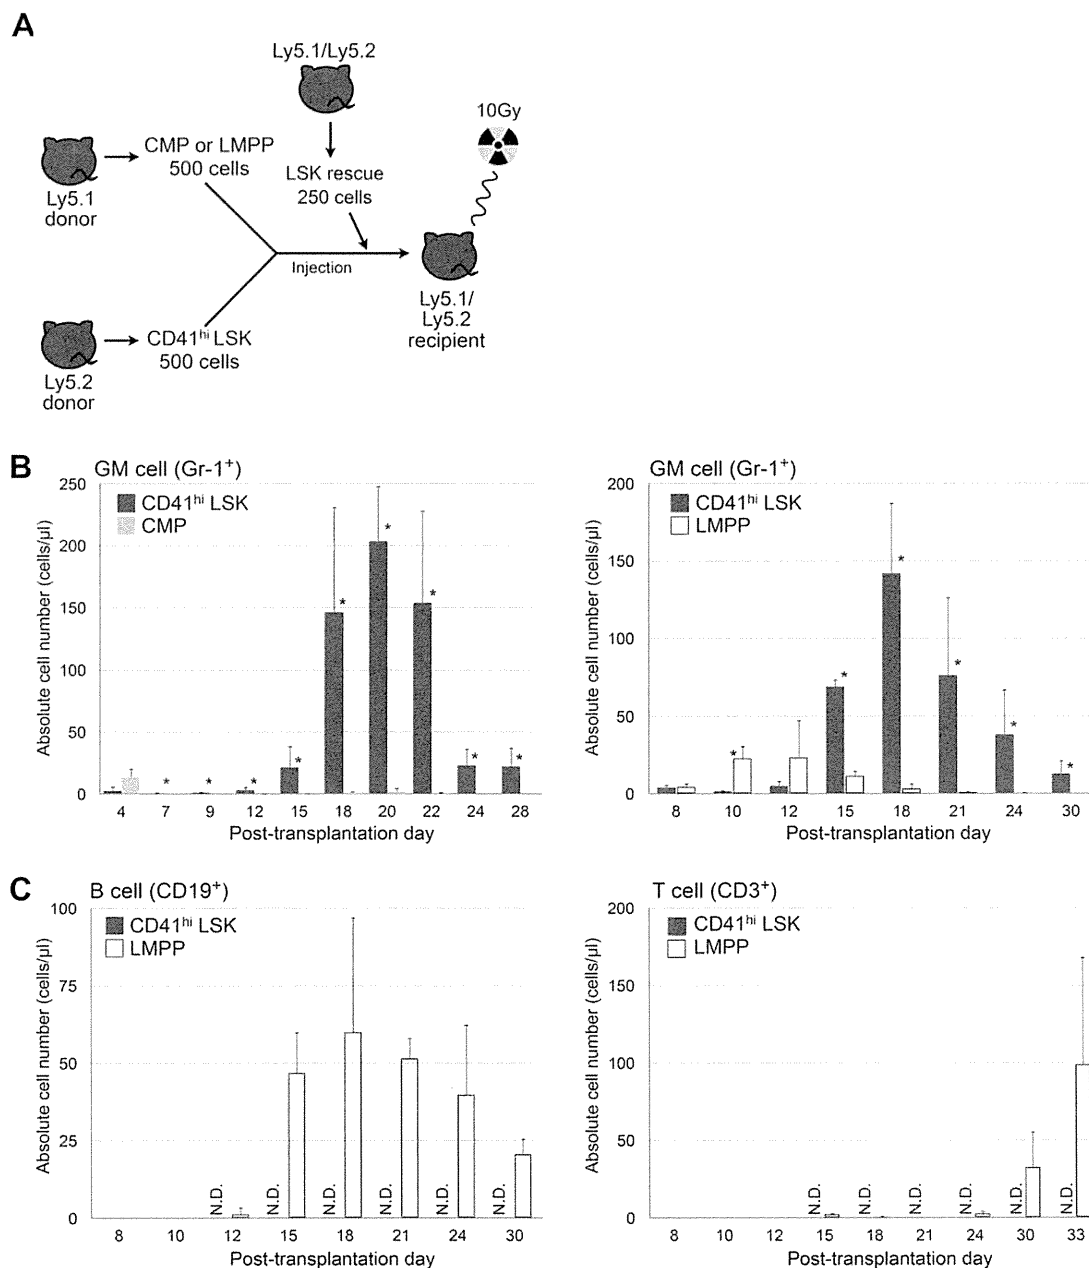 A
Ly5.1/Ly5.2
10Gy
CMP or LMPP
500 cells
LSK rescue
250 cells
Ly5.1
donor
Injection
Ly5.1/
Ly5.2
recipient
CD41hi LSK
500 cells
Ly5.2
donor
B
GM cell (Gr-1+)
CD41hi LSK
CMP
Absolute cell number (cells/μl)
250
200
150
100
50
0
* * * * * * * * *
4 7 9 12 15 18 20 22 24 28
Post-transplantation day
GM cell (Gr-1+)
CD41hi LSK
LMPP
Absolute cell number (cells/μl)
200
150
100
50
0
* * * * * *
8 10 12 15 18 21 24 30
Post-transplantation day
C
B cell (CD19+)
CD41hi LSK
LMPP
Absolute cell number (cells/μl)
100
75
50
25
0
N.D. N.D. N.D. N.D. N.D. N.D.
8 10 12 15 18 21 24 30
Post-transplantation day
T cell (CD3+)
CD41hi LSK
LMPP
Absolute cell number (cells/μl)
200
150
100
50
0
N.D. N.D. N.D. N.D. N.D. N.D.
8 10 12 15 18 21 24 30 33
Post-transplantation day